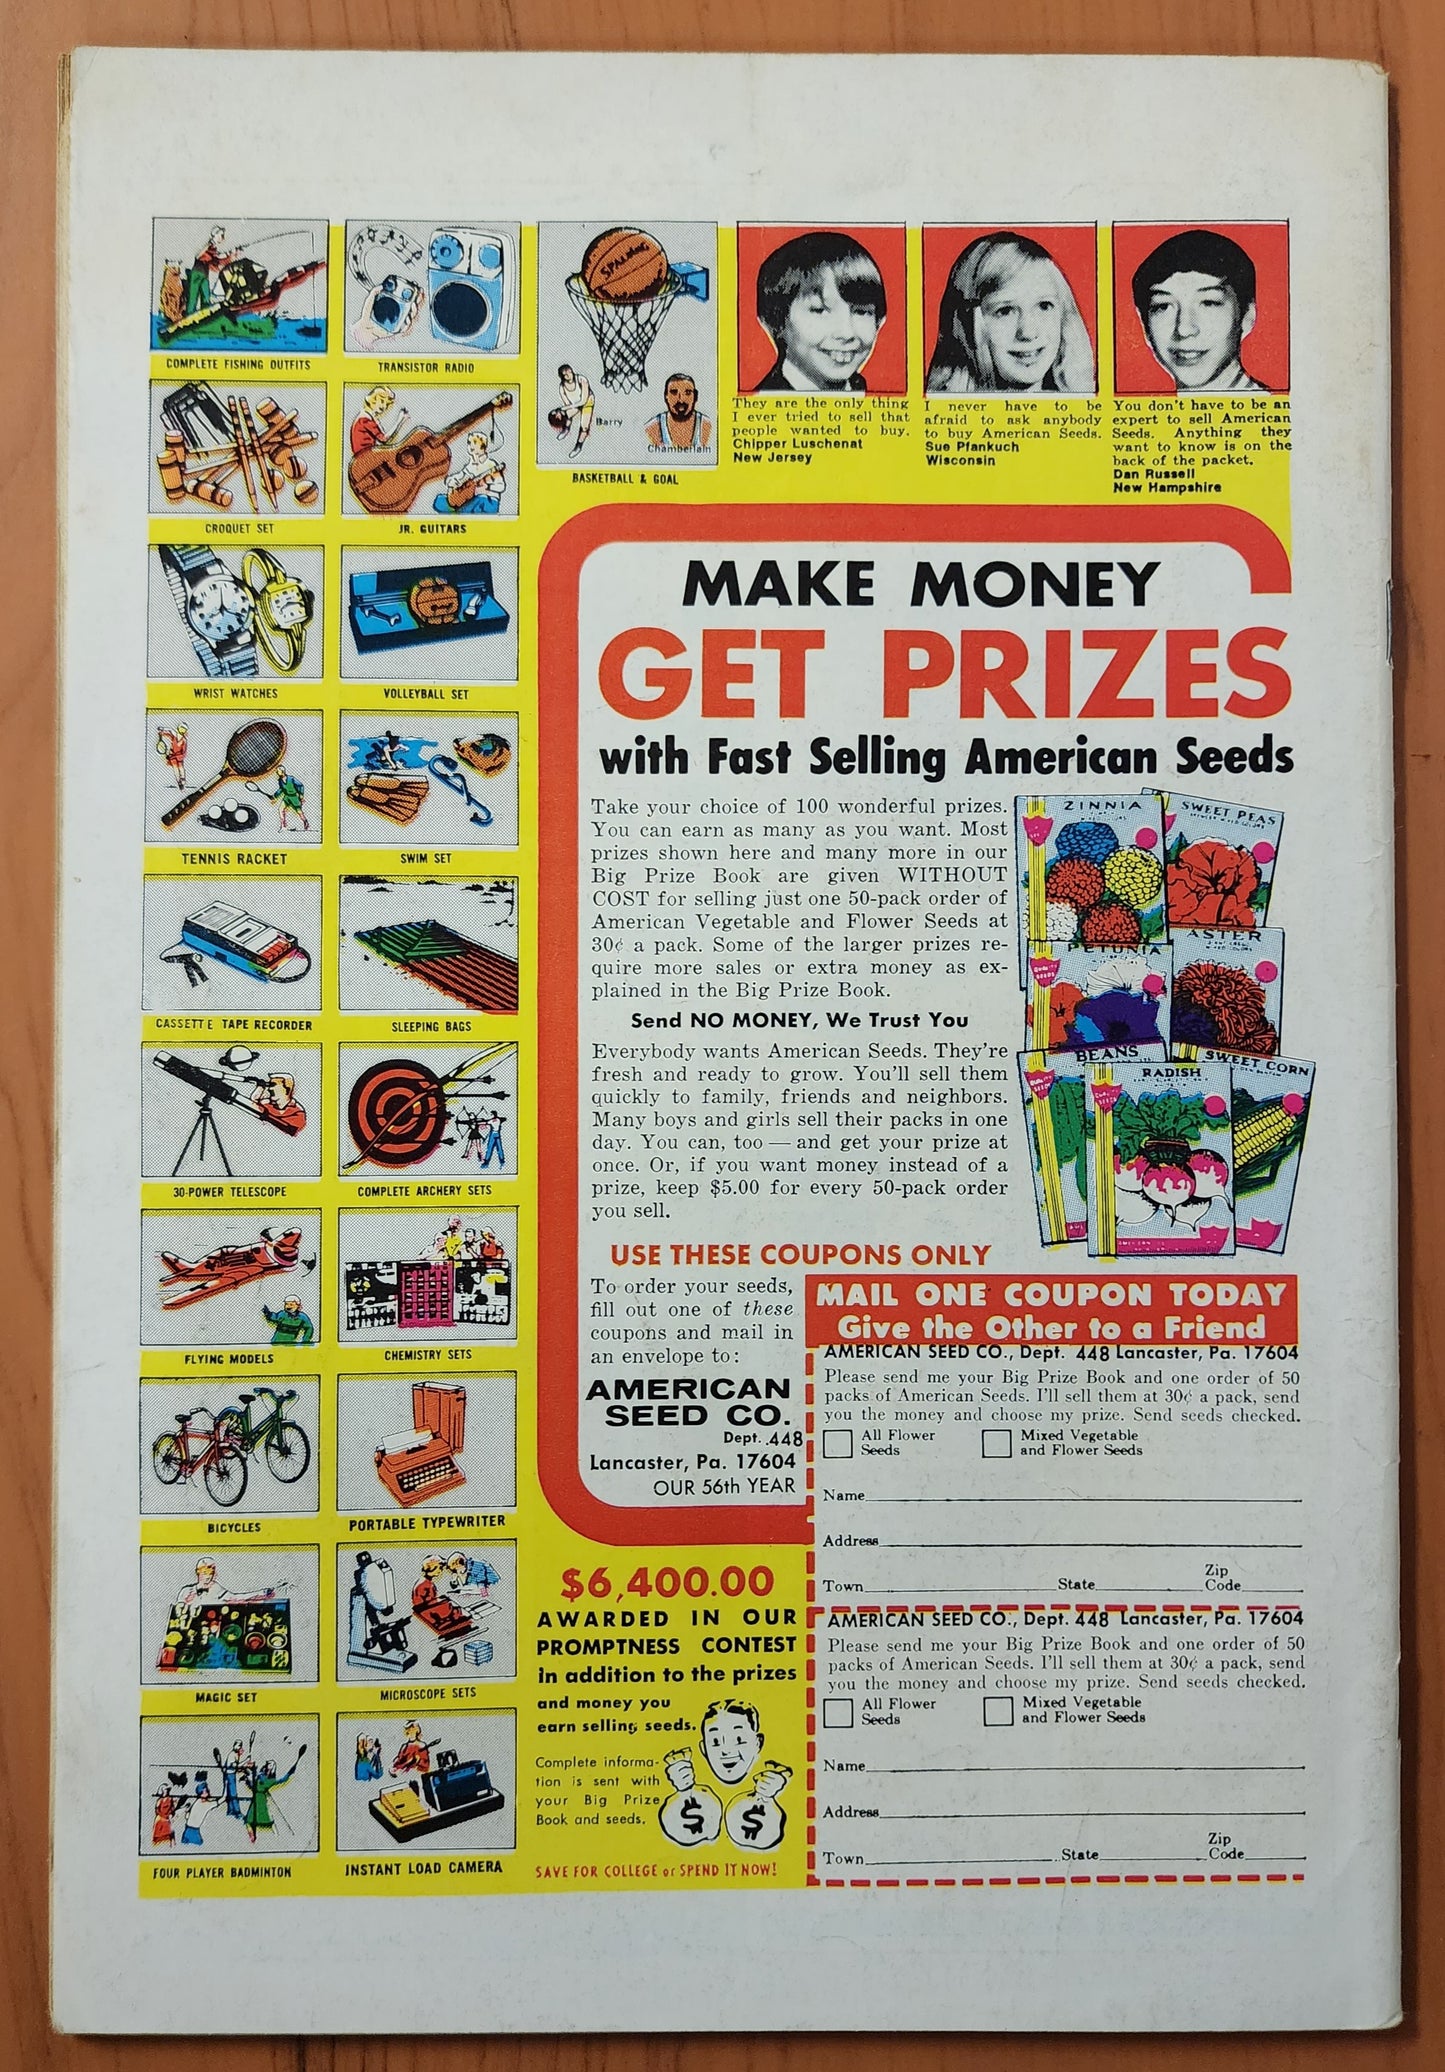 COMPLETE FISHING OUTFITS
TRANSISTOR RADIO
SPALDING
Barry
Chamberlain
BASKETBALL & GOAL
CROQUET SET
JR. GUITARS
WRIST WATCHES
VOLLEYBALL SET
TENNIS RACKET
SWIM SET
CASSETTE TAPE RECORDER
SLEEPING BAGS
30-POWER TELESCOPE
COMPLETE ARCHERY SETS
FLYING MODELS
CHEMISTRY SETS
BICYCLES
PORTABLE TYPEWRITER
MAGIC SET
MICROSCOPE SETS
FOUR PLAYER BADMINTON
INSTANT LOAD CAMERA
They are the only thing
I ever tried to sell that
people wanted to buy.
Chipper Luschenat
New Jersey
I never have to be
afraid to ask anybody
to buy American Seeds.
Sue Pfankuch
Wisconsin
You don't have to be an
expert to sell American
Seeds. Anything they
want to know is on the
back of the packet.
Dan Russell
New Hampshire
MAKE MONEY
GET PRIZES
with Fast Selling American Seeds
Take your choice of 100 wonderful prizes.
You can earn as many as you want. Most
prizes shown here and many more in our
Big Prize Book are given WITHOUT
COST for selling just one 50-pack order of
American Vegetable and Flower Seeds at
30¢ a pack. Some of the larger prizes re-
quire more sales or extra money as ex-
plained in the Big Prize Book.
Send NO MONEY, We Trust You
Everybody wants American Seeds. They're
fresh and ready to grow. You'll sell them
quickly to family, friends and neighbors.
Many boys and girls sell their packs in one
day. You can, too — and get your prize at
once. Or, if you want money instead of a
prize, keep $5.00 for every 50-pack order
you sell.
ZINNIA
SWEET PEAS
PETUNIA
ASTER
BEANS
RADISH
SWEET CORN
USE THESE COUPONS ONLY
To order your seeds,
fill out one of these
coupons and mail in
an envelope to:
AMERICAN
SEED CO.
Dept. 448
Lancaster, Pa. 17604
OUR 56th YEAR
MAIL ONE COUPON TODAY
Give the Other to a Friend
AMERICAN SEED CO., Dept. 448 Lancaster, Pa. 17604
Please send me your Big Prize Book and one order of 50
packs of American Seeds. I'll sell them at 30¢ a pack, send
you the money and choose my prize. Send seeds checked.
All Flower
Seeds
Mixed Vegetable
and Flower Seeds
Name
Address
Town State Zip Code
AMERICAN SEED CO., Dept. 448 Lancaster, Pa. 17604
Please send me your Big Prize Book and one order of 50
packs of American Seeds. I'll sell them at 30¢ a pack, send
you the money and choose my prize. Send seeds checked.
All Flower
Seeds
Mixed Vegetable
and Flower Seeds
Name
Address
Town State Zip Code
$6,400.00
AWARDED IN OUR
PROMPTNESS CONTEST
in addition to the prizes
and money you
earn selling seeds.
Complete informa-
tion is sent with
your Big Prize
Book and seeds.
$ $
SAVE FOR COLLEGE or SPEND IT NOW!